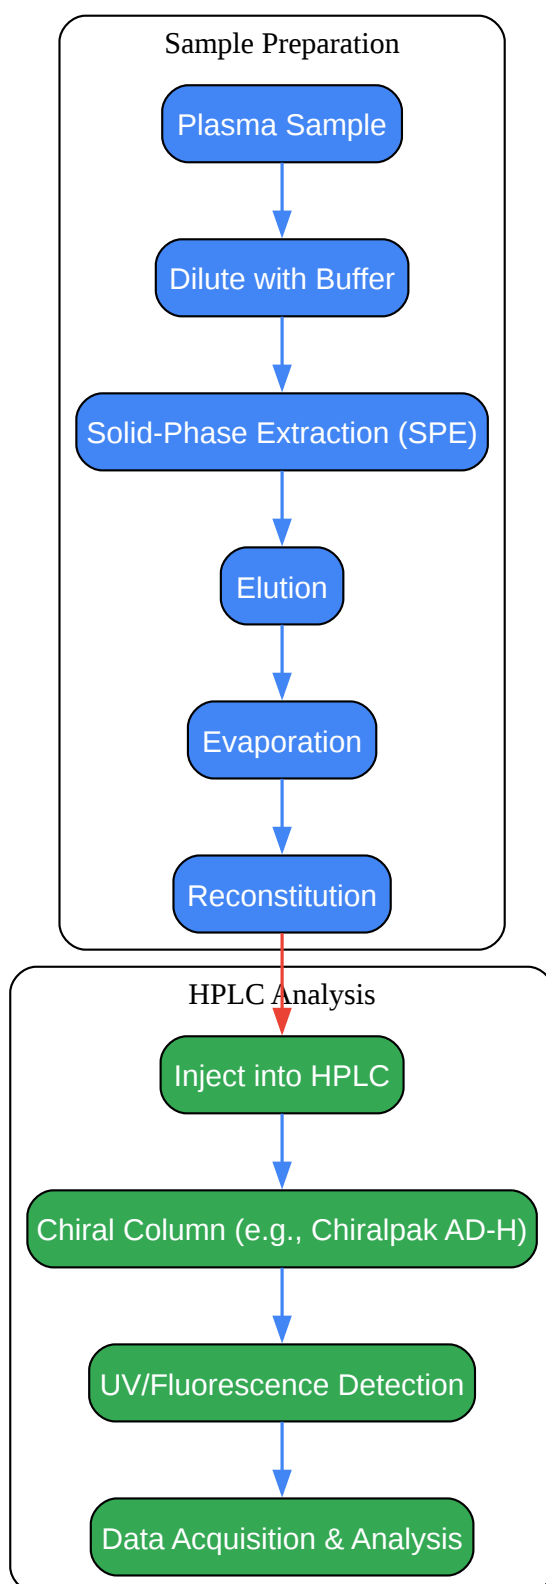 Sample Preparation
Plasma Sample
Dilute with Buffer
Solid-Phase Extraction (SPE)
Elution
Evaporation
Reconstitution
HPLC Analysis
Inject into HPLC
Chiral Column (e.g., Chiralpak AD-H)
UV/Fluorescence Detection
Data Acquisition & Analysis